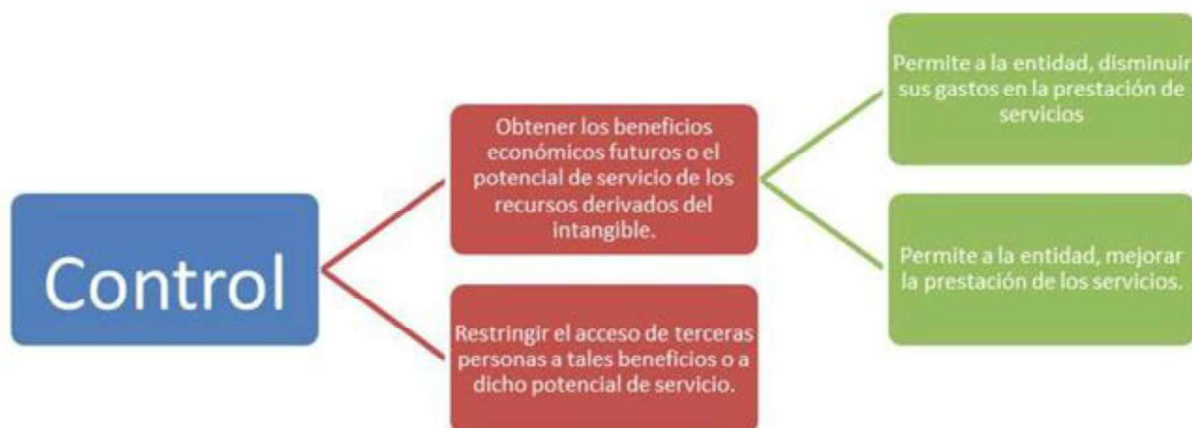 Control
Obtener los beneficios
económicos futuros o el
potencial de servicio de los
recursos derivados del
intangible.
Restringir el acceso de terceras
personas a tales beneficios o a
dicho potencial de servicio.
Permite a la entidad, disminuir
sus gastos en la prestación de
servicios
Permite a la entidad, mejorar
la prestación de los servicios.